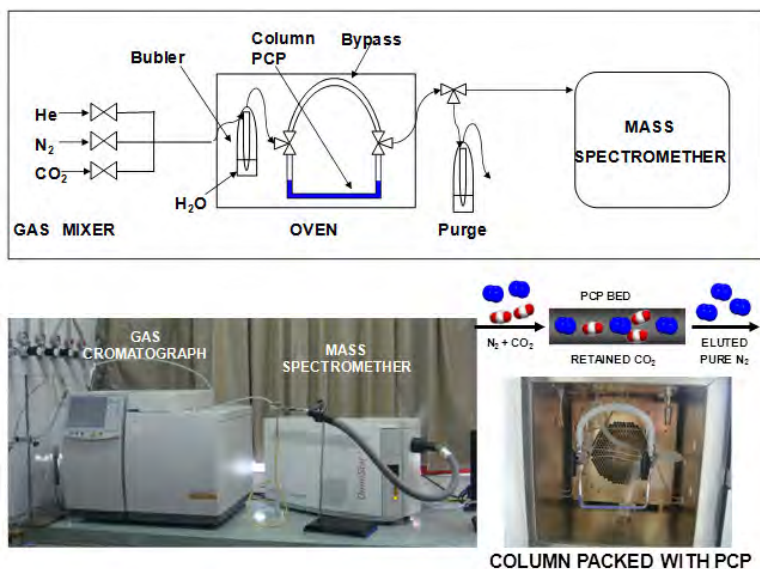 Column
PCP
Bypass
Bubler
He
N₂
CO₂
H₂O
GAS MIXER
OVEN
Purge
MASS
SPECTROMETHER
PCP BED
N₂ + CO₂
RETAINED CO₂
ELUTED
PURE N₂
GAS
CROMATOGRAPH
MASS
SPECTROMETHER
OmniStar
COLUMN PACKED WITH PCP